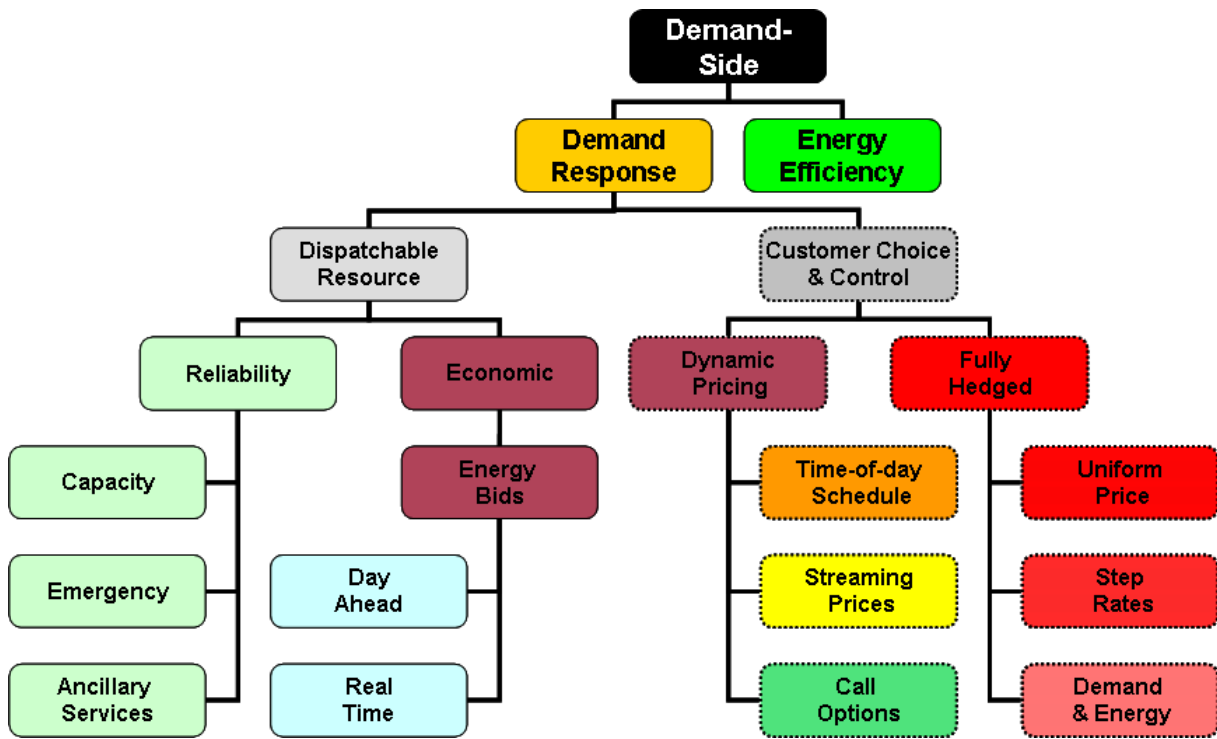 Demand-
Side
Demand
Response
Energy
Efficiency
Dispatchable
Resource
Customer Choice
& Control
Reliability
Economic
Dynamic
Pricing
Fully
Hedged
Capacity
Energy
Bids
Time-of-day
Schedule
Uniform
Price
Emergency
Day
Ahead
Streaming
Prices
Step
Rates
Ancillary
Services
Real
Time
Call
Options
Demand
& Energy